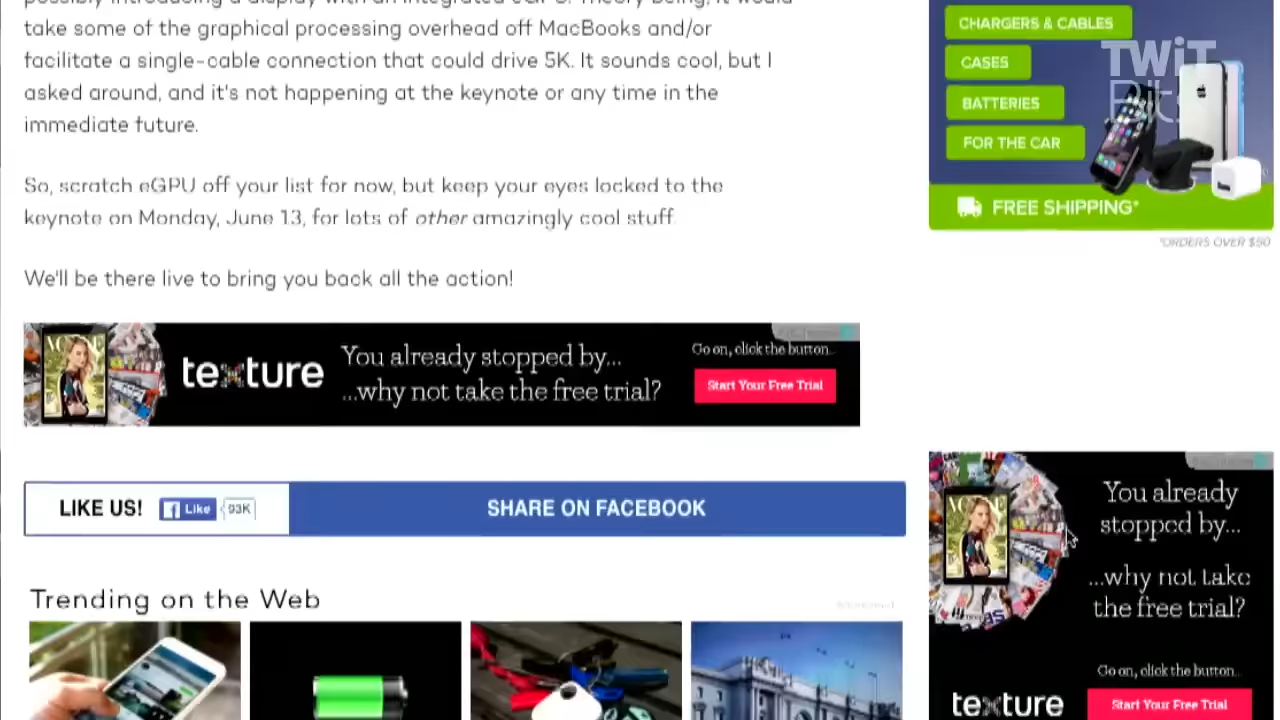 take some of the graphical processing overhead off MacBooks and/or
facilitate a single-cable connection that could drive 5K. It sounds cool, but I
asked around, and it's not happening at the keynote or any time in the
immediate future.
So, scratch eGPU off your list for now, but keep your eyes locked to the
keynote on Monday, June 13, for lots of other amazingly cool stuff.
We'll be there live to bring you back all the action!
texture
You already stopped by...
...why not take the free trial?
Go on, click the button...
Start Your Free Trial
LIKE US!
Like
93K
SHARE ON FACEBOOK
Trending on the Web
CHARGERS & CABLES
CASES
BATTERIES
FOR THE CAR
FREE SHIPPING*
*ORDERS OVER $50
TWiT
Bits
VOGUE
You already
stopped by...
...why not take
the free trial?
Go on, click the button...
texture
Start Your Free Trial